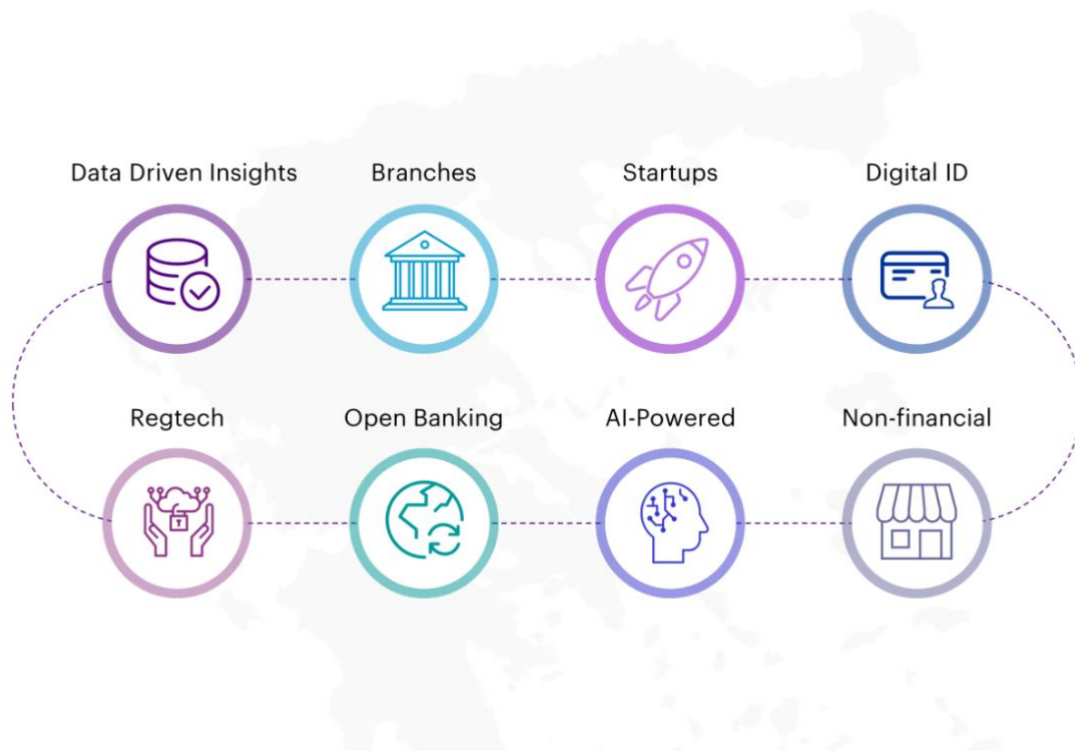 Data Driven Insights
Branches
Startups
Digital ID
Regtech
Open Banking
AI-Powered
Non-financial